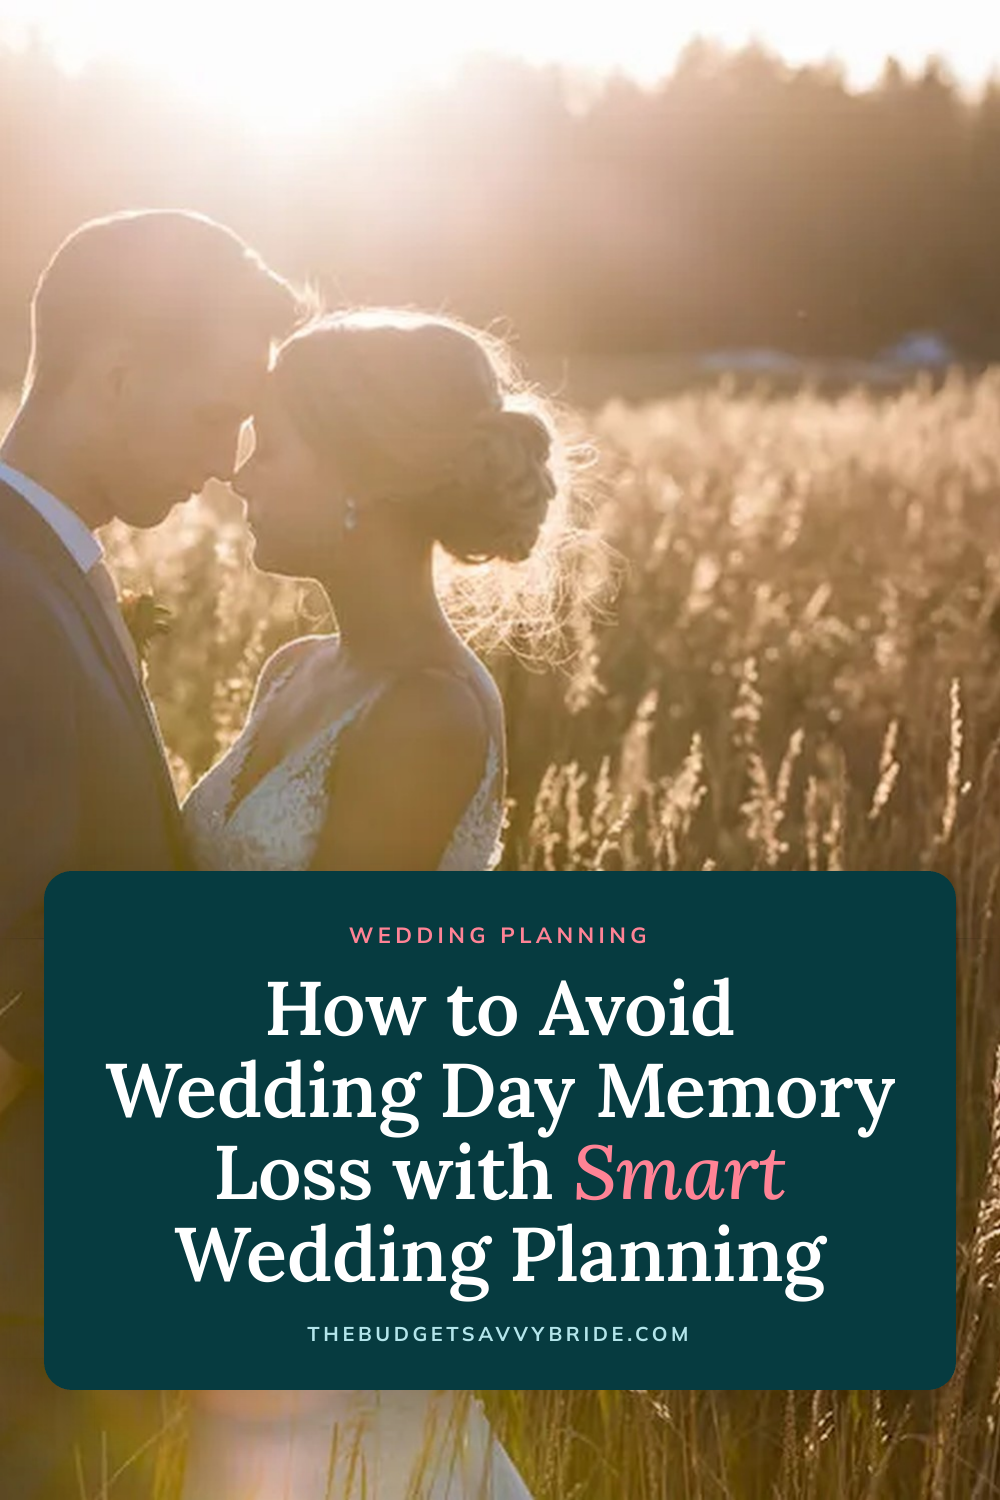 WEDDING PLANNING
How to Avoid
Wedding Day Memory
Loss with Smart
Wedding Planning
THEBUDGETSAVVYBRIDE.COM